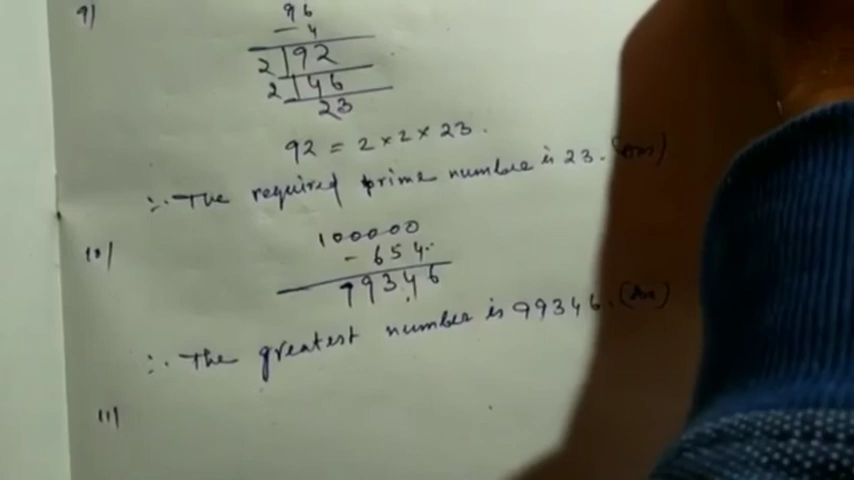 9)
96
- 4
2 | 92
2 | 46
23
92 = 2 × 2 × 23.
∴ The required prime number is 23. (Ans)
10)
100000
- 654
99346
∴ The greatest number is 99346. (Ans)
11)